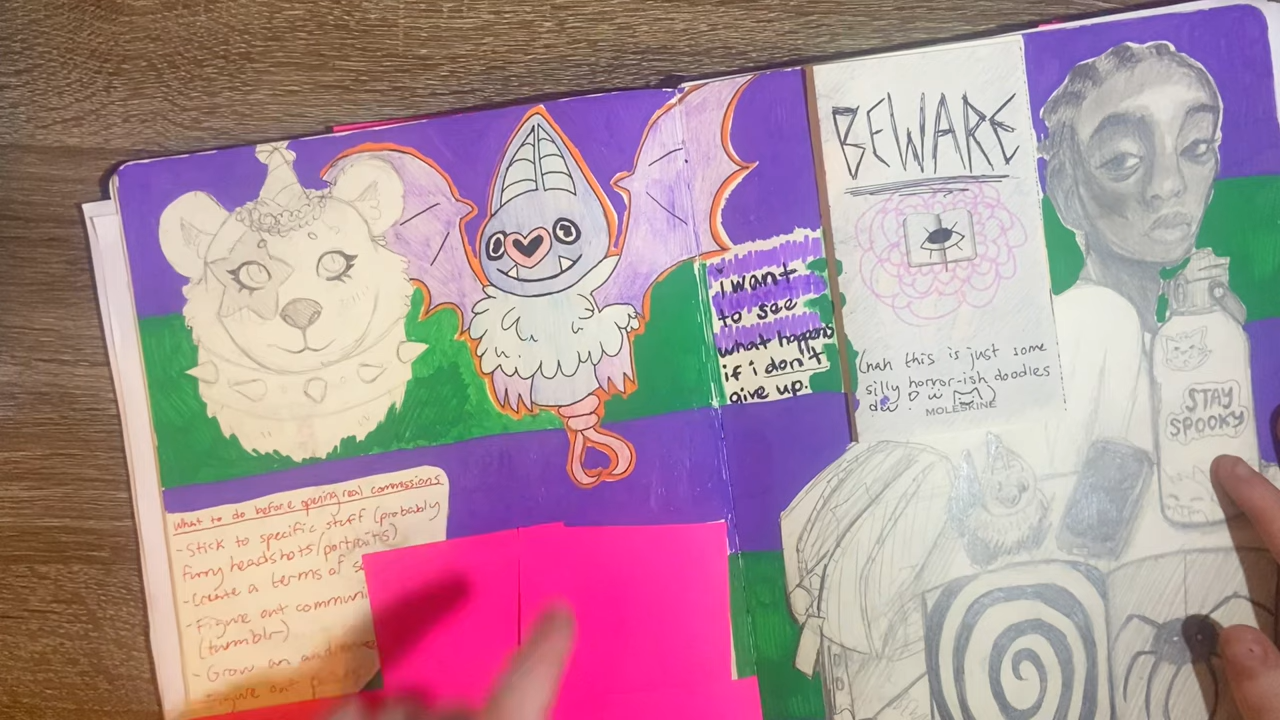 What to do before opening real commissions
- Stick to specific stuff (probably
furry headshots/portraits)
- Create a terms of
- Figure out
(tumblr)
- Grow an
- Figure out
i want
to see
what happens
if i don't
give up.
BEWARE
(nah this is just some
silly horror-ish doodles
MOLESKINE
STAY
SPOOKY